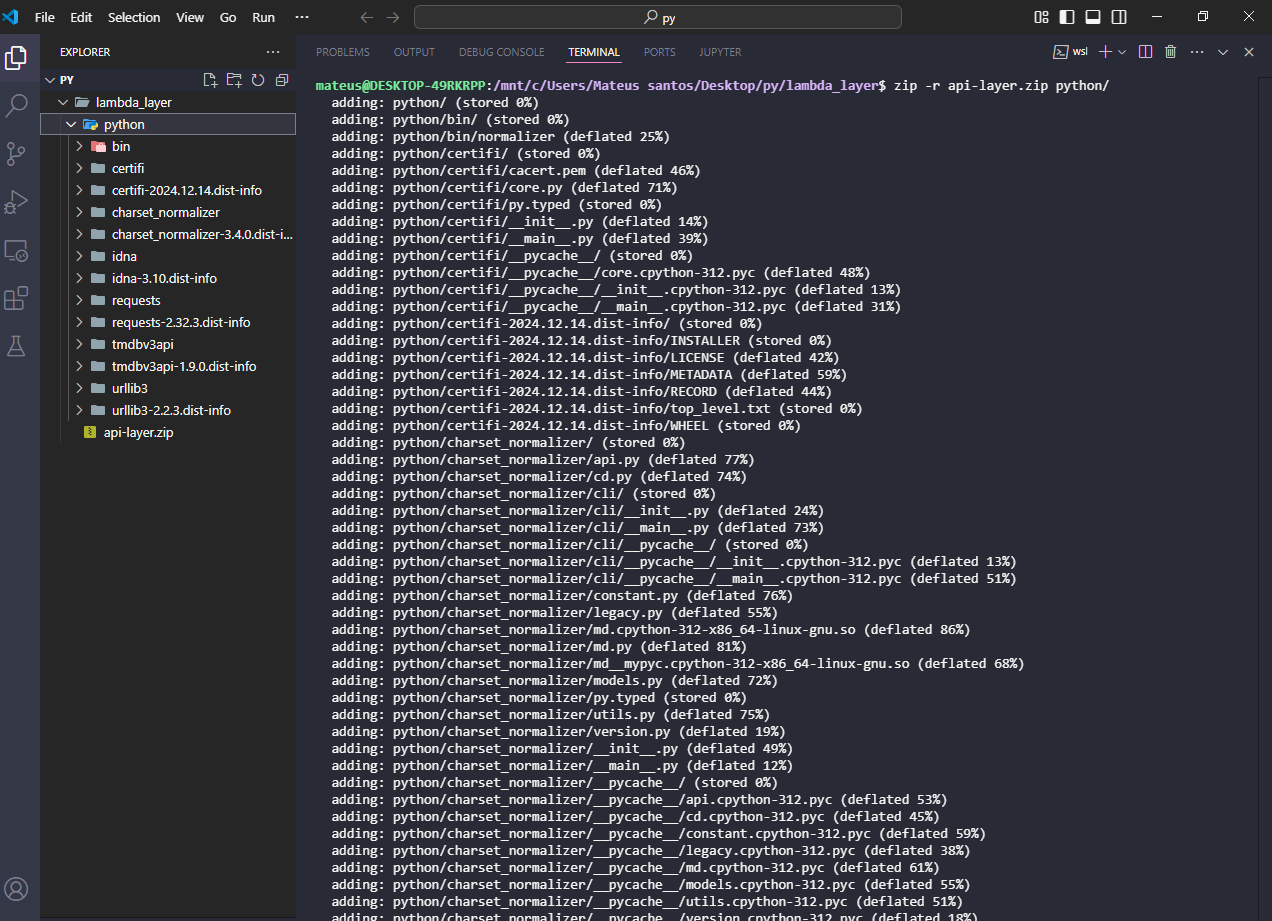 File Edit Selection View Go Run ···
py
EXPLORER ···
PY
lambda_layer
python
bin
certifi
certifi-2024.12.14.dist-info
charset_normalizer
charset_normalizer-3.4.0.dist-i...
idna
idna-3.10.dist-info
requests
requests-2.32.3.dist-info
tmdbv3api
tmdbv3api-1.9.0.dist-info
urllib3
urllib3-2.2.3.dist-info
api-layer.zip
PROBLEMS OUTPUT DEBUG CONSOLE TERMINAL PORTS JUPYTER
wsl
mateus@DESKTOP-49RKRPP:/mnt/c/Users/Mateus santos/Desktop/py/lambda_layer$ zip -r api-layer.zip python/
adding: python/ (stored 0%)
adding: python/bin/ (stored 0%)
adding: python/bin/normalizer (deflated 25%)
adding: python/certifi/ (stored 0%)
adding: python/certifi/cacert.pem (deflated 46%)
adding: python/certifi/core.py (deflated 71%)
adding: python/certifi/py.typed (stored 0%)
adding: python/certifi/__init__.py (deflated 14%)
adding: python/certifi/__main__.py (deflated 39%)
adding: python/certifi/__pycache__/ (stored 0%)
adding: python/certifi/__pycache__/core.cpython-312.pyc (deflated 48%)
adding: python/certifi/__pycache__/__init__.cpython-312.pyc (deflated 13%)
adding: python/certifi/__pycache__/__main__.cpython-312.pyc (deflated 31%)
adding: python/certifi-2024.12.14.dist-info/ (stored 0%)
adding: python/certifi-2024.12.14.dist-info/INSTALLER (stored 0%)
adding: python/certifi-2024.12.14.dist-info/LICENSE (deflated 42%)
adding: python/certifi-2024.12.14.dist-info/METADATA (deflated 59%)
adding: python/certifi-2024.12.14.dist-info/RECORD (deflated 44%)
adding: python/certifi-2024.12.14.dist-info/top_level.txt (stored 0%)
adding: python/certifi-2024.12.14.dist-info/WHEEL (stored 0%)
adding: python/charset_normalizer/ (stored 0%)
adding: python/charset_normalizer/api.py (deflated 77%)
adding: python/charset_normalizer/cd.py (deflated 74%)
adding: python/charset_normalizer/cli/ (stored 0%)
adding: python/charset_normalizer/cli/__init__.py (deflated 24%)
adding: python/charset_normalizer/cli/__main__.py (deflated 73%)
adding: python/charset_normalizer/cli/__pycache__/ (stored 0%)
adding: python/charset_normalizer/cli/__pycache__/__init__.cpython-312.pyc (deflated 13%)
adding: python/charset_normalizer/cli/__pycache__/__main__.cpython-312.pyc (deflated 51%)
adding: python/charset_normalizer/constant.py (deflated 76%)
adding: python/charset_normalizer/legacy.py (deflated 55%)
adding: python/charset_normalizer/md.cpython-312-x86_64-linux-gnu.so (deflated 86%)
adding: python/charset_normalizer/md.py (deflated 81%)
adding: python/charset_normalizer/md__mypyc.cpython-312-x86_64-linux-gnu.so (deflated 68%)
adding: python/charset_normalizer/models.py (deflated 72%)
adding: python/charset_normalizer/py.typed (stored 0%)
adding: python/charset_normalizer/utils.py (deflated 75%)
adding: python/charset_normalizer/version.py (deflated 19%)
adding: python/charset_normalizer/__init__.py (deflated 49%)
adding: python/charset_normalizer/__main__.py (deflated 12%)
adding: python/charset_normalizer/__pycache__/ (stored 0%)
adding: python/charset_normalizer/__pycache__/api.cpython-312.pyc (deflated 53%)
adding: python/charset_normalizer/__pycache__/cd.cpython-312.pyc (deflated 45%)
adding: python/charset_normalizer/__pycache__/constant.cpython-312.pyc (deflated 59%)
adding: python/charset_normalizer/__pycache__/legacy.cpython-312.pyc (deflated 38%)
adding: python/charset_normalizer/__pycache__/md.cpython-312.pyc (deflated 61%)
adding: python/charset_normalizer/__pycache__/models.cpython-312.pyc (deflated 55%)
adding: python/charset_normalizer/__pycache__/utils.cpython-312.pyc (deflated 51%)
adding: python/charset_normalizer/__pycache__/version.cpython-312.pyc (deflated 18%)